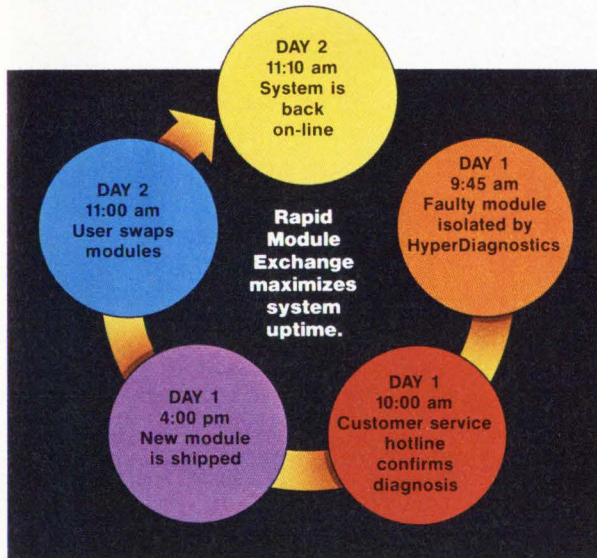 DAY 1
9:45 am
Faulty module
isolated by
HyperDiagnostics
DAY 1
10:00 am
Customer service
hotline
confirms
diagnosis
DAY 1
4:00 pm
New module
is shipped
DAY 2
11:00 am
User swaps
modules
DAY 2
11:10 am
System is
back
on-line
Rapid
Module
Exchange
maximizes
system
uptime.